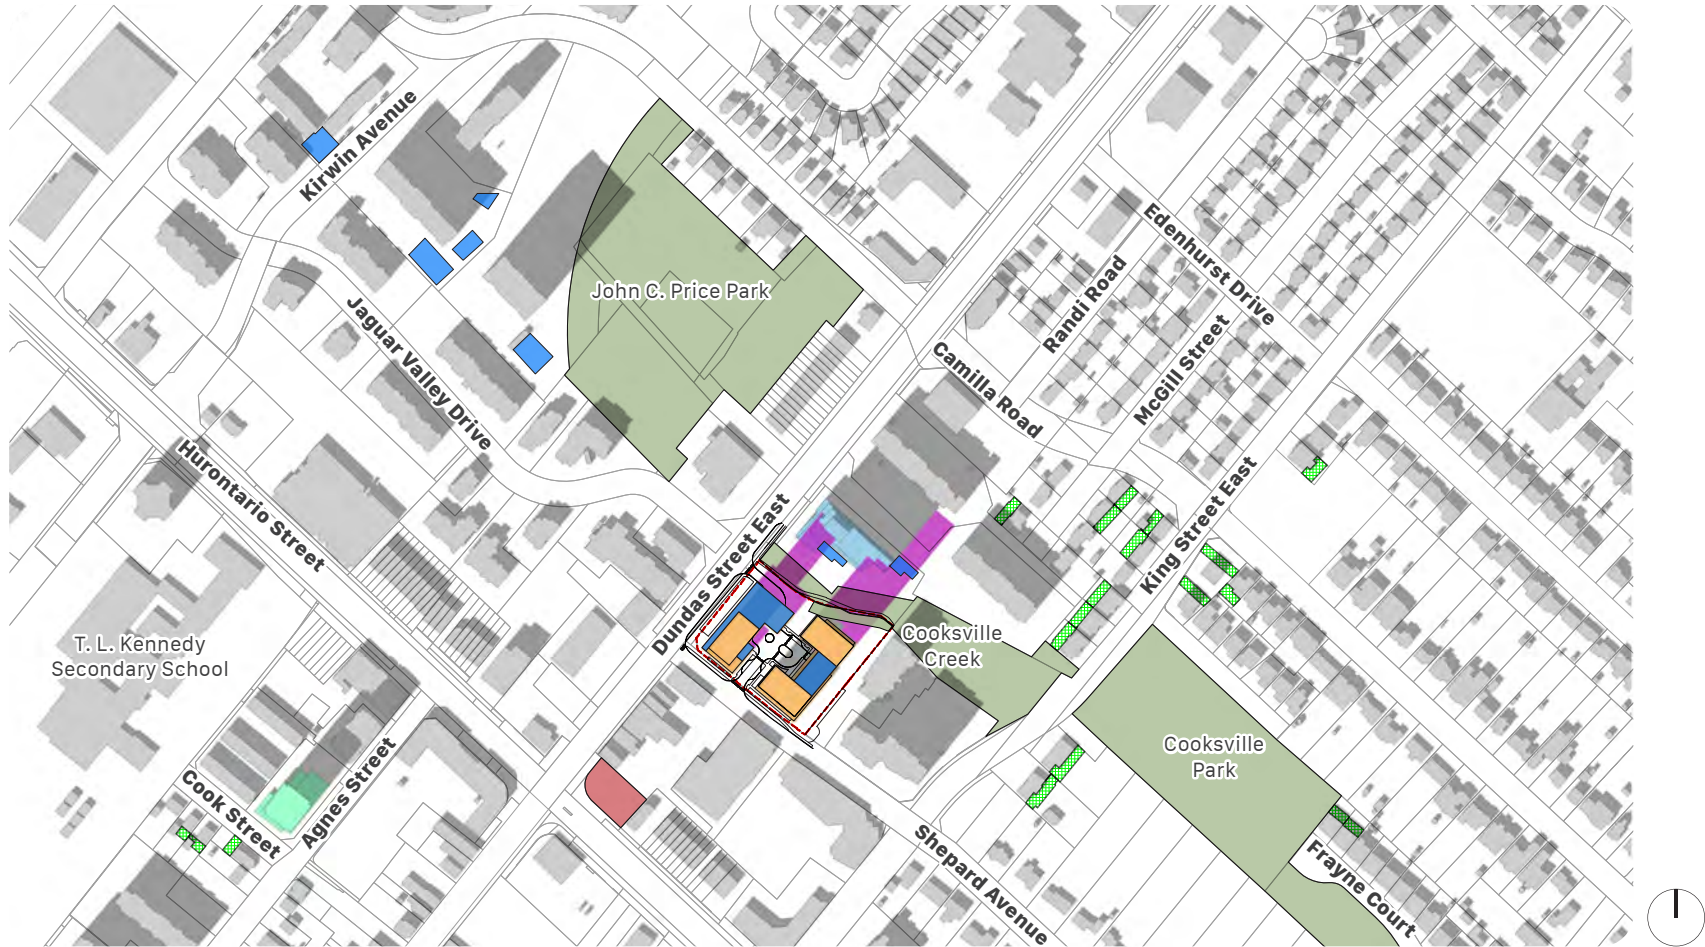 Kirwin Avenue
Edenhurst Drive
John C. Price Park
Randi Road
Jaguar Valley Drive
McGill Street
Camilla Road
Hurontario Street
King Street East
Dundas Street East
T. L. Kennedy
Secondary School
Cooksville
Creek
Cooksville
Park
Cook Street
Agnes Street
Shepard Avenue
Frayne Court